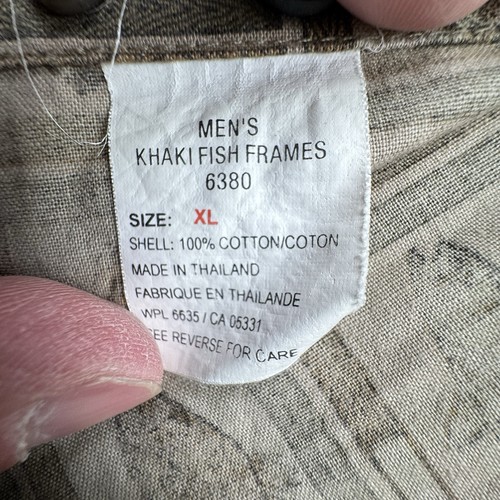 MEN'S
KHAKI FISH FRAMES
6380
SIZE: XL
SHELL: 100% COTTON/COTON
MADE IN THAILAND
FABRIQUE EN THAILANDE
WPL 6635 / CA 05331
EE REVERSE FOR CARE